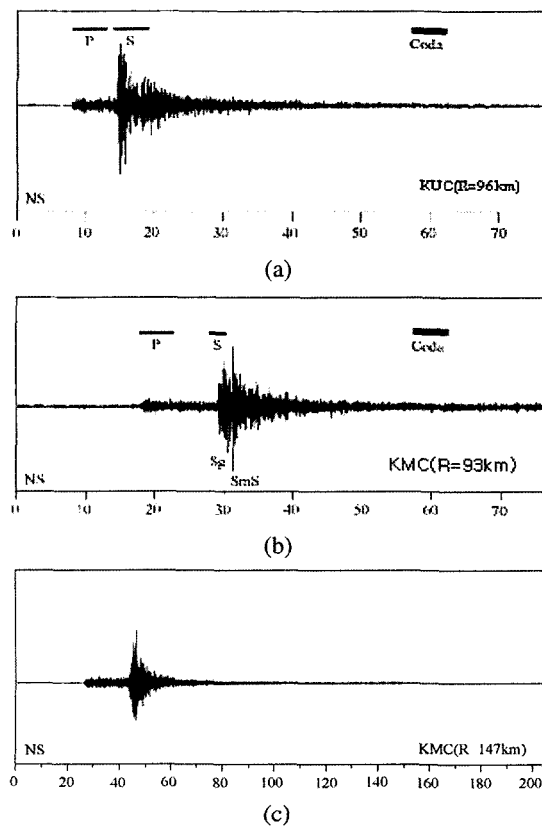 P S Coda
NS KUC(R=96km)
0 10 20 30 40 50 60 70
(a)
P S Coda
Sg SmS
NS KMC(R=93km)
0 10 20 30 40 50 60 70
(b)
NS KMC(R 147km)
0 20 40 60 80 100 120 140 160 180 200
(c)